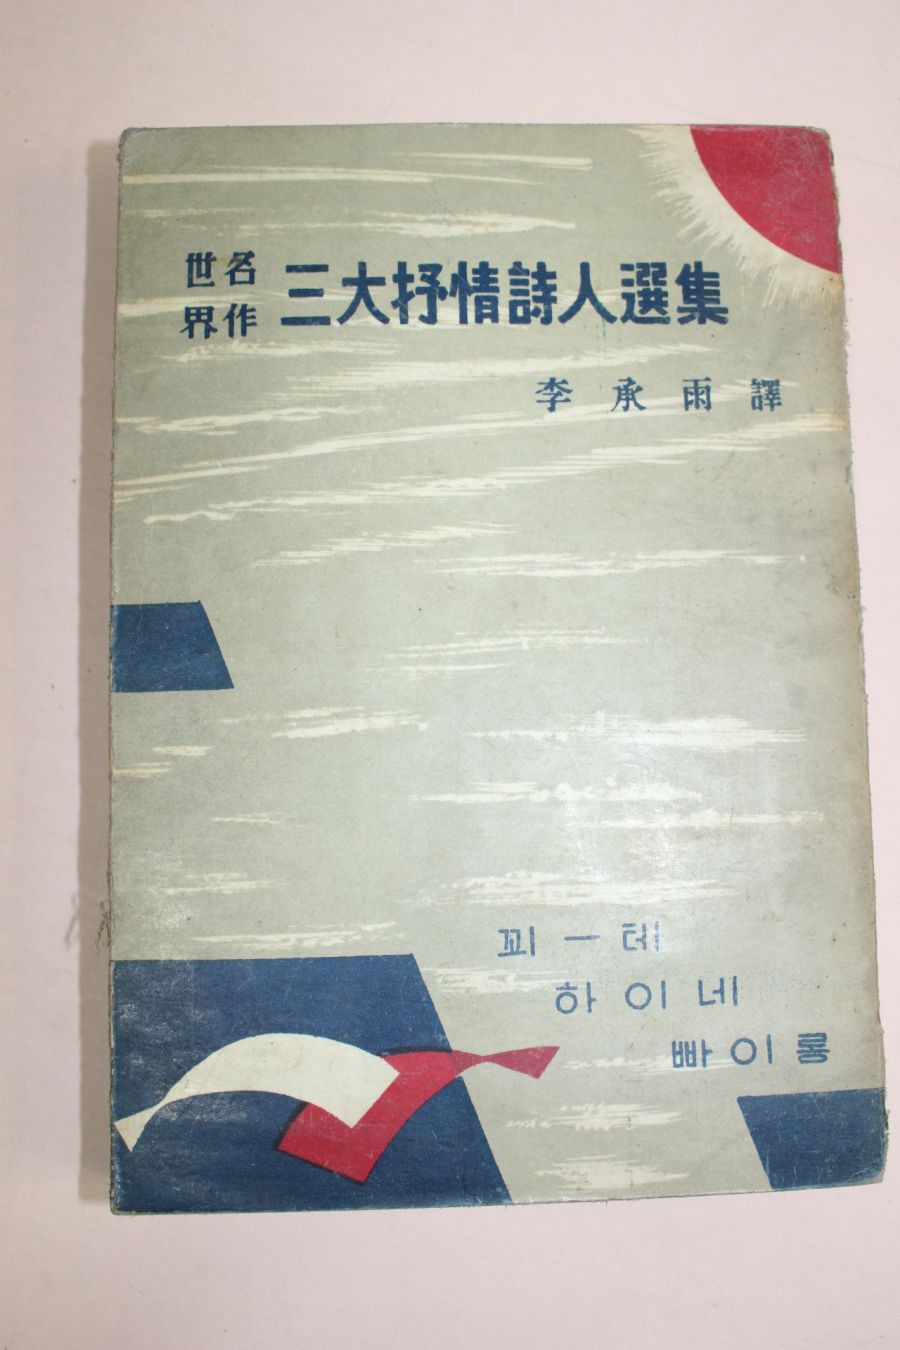 世界名作 三大抒情詩人選集
李承雨 譯
꾀ー테
하이네
빠이롱